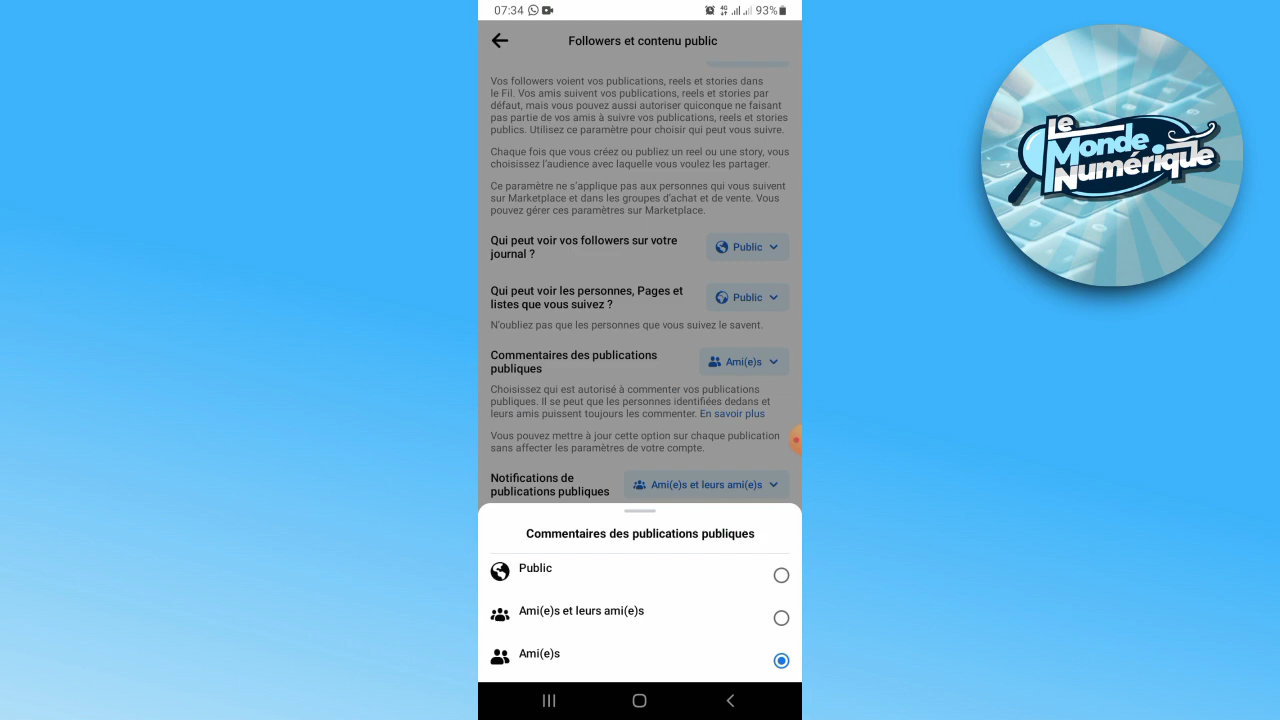 07:34
4G
93%
Followers et contenu public
Vos followers voient vos publications, reels et stories dans
le Fil. Vos amis suivent vos publications, reels et stories par
défaut, mais vous pouvez aussi autoriser quiconque ne faisant
pas partie de vos amis à suivre vos publications, reels et stories
publics. Utilisez ce paramètre pour choisir qui peut vous suivre.
Chaque fois que vous créez ou publiez un reel ou une story, vous
choisissez l'audience avec laquelle vous voulez les partager.
Ce paramètre ne s'applique pas aux personnes qui vous suivent
sur Marketplace et dans les groupes d'achat et de vente. Vous
pouvez gérer ces paramètres sur Marketplace.
Qui peut voir vos followers sur votre
journal ?
Public
Qui peut voir les personnes, Pages et
listes que vous suivez ?
Public
N'oubliez pas que les personnes que vous suivez le savent.
Commentaires des publications
publiques
Ami(e)s
Choisissez qui est autorisé à commenter vos publications
publiques. Il se peut que les personnes identifiées dedans et
leurs amis puissent toujours les commenter. En savoir plus
Vous pouvez mettre à jour cette option sur chaque publication
sans affecter les paramètres de votre compte.
Notifications de
publications publiques
Ami(e)s et leurs ami(e)s
Commentaires des publications publiques
Public
Ami(e)s et leurs ami(e)s
Ami(e)s
Le
Monde
Numérique